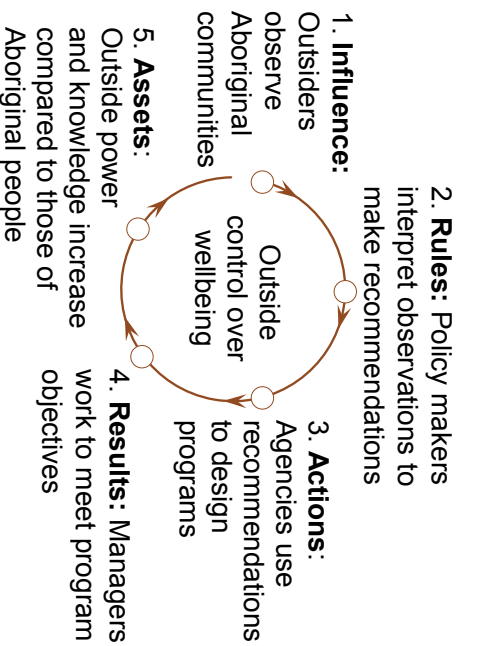 1. Influence:
Outsiders
observe
Aboriginal
communities
2. Rules: Policy makers
interpret observations to
make recommendations
3. Actions:
Agencies use
recommendations
to design
programs
4. Results: Managers
work to meet program
objectives
5. Assets:
Outside power
and knowledge increase
compared to those of
Aboriginal people
Outside
control over
wellbeing